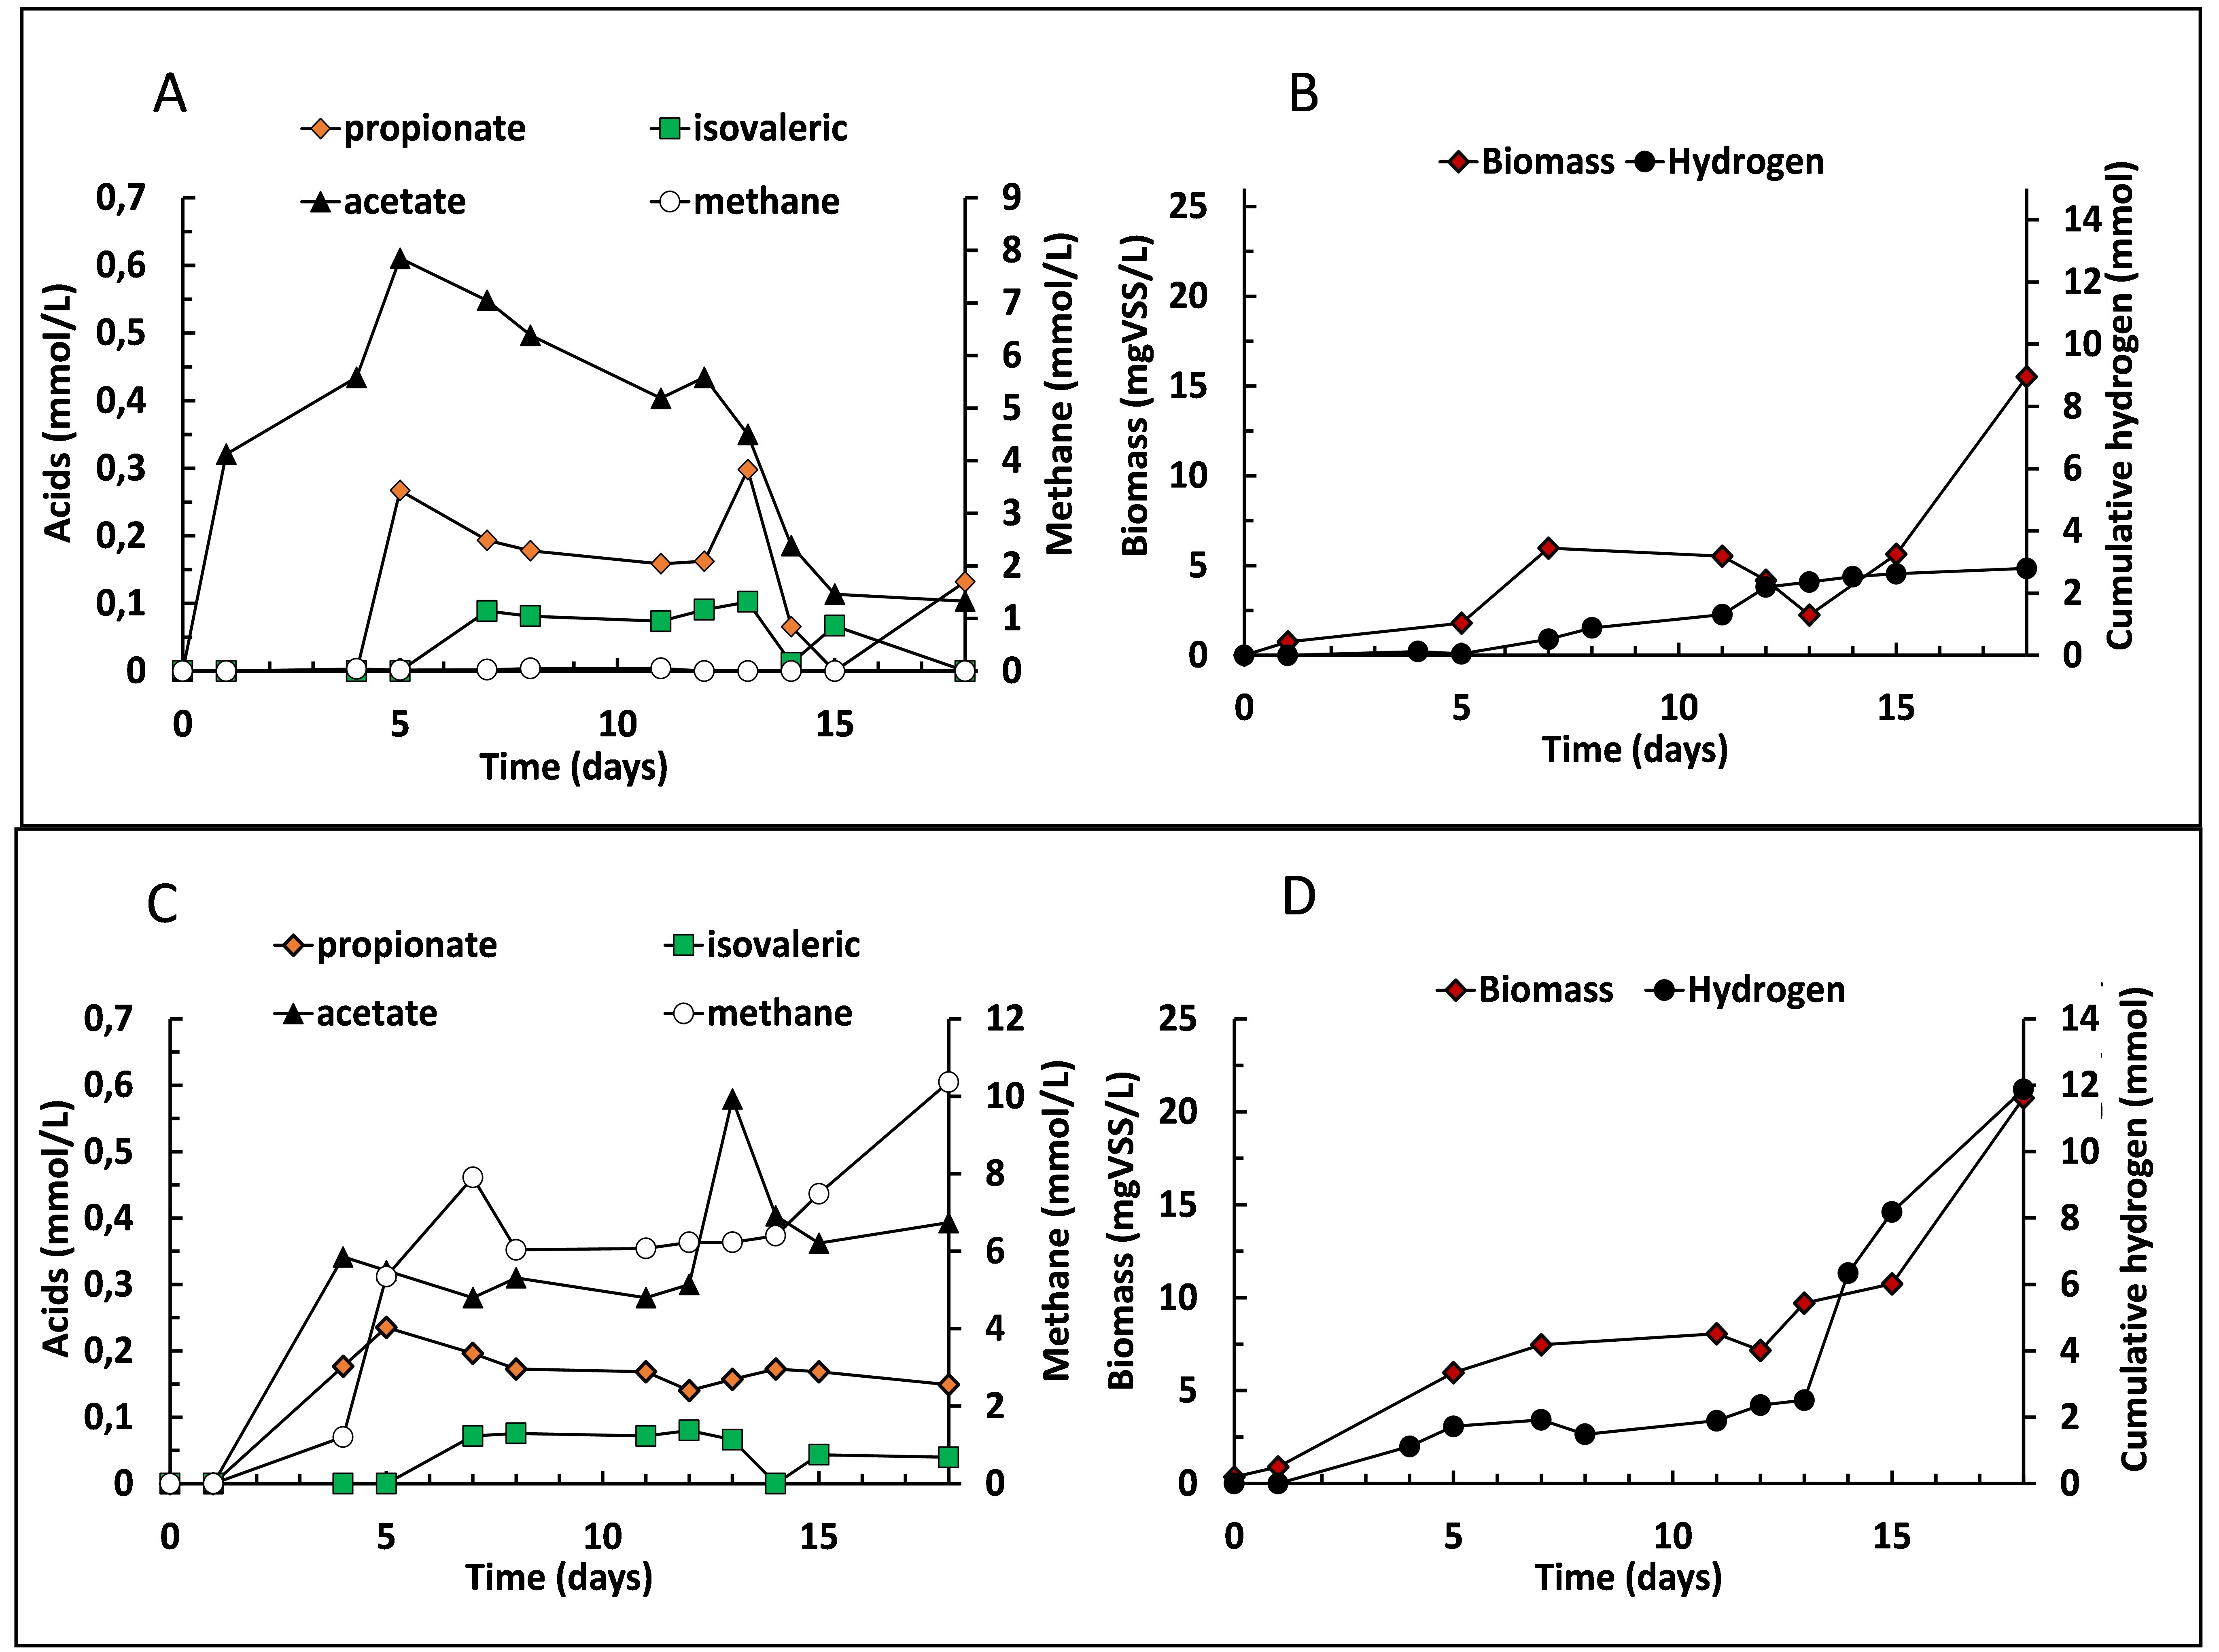 A
propionate isovaleric
acetate methane
0,7
0,6
0,5
0,4
0,3
0,2
0,1
0
Acids (mmol/L)
9
8
7
6
5
4
3
2
1
0
Methane (mmol/L)
0 5 10 15
Time (days)
B
Biomass Hydrogen
25
20
15
10
5
0
Biomass (mgVSS/L)
14
12
10
8
6
4
2
0
Cumulative hydrogen (mmol)
0 5 10 15
Time (days)
C
propionate isovaleric
acetate methane
0,7
0,6
0,5
0,4
0,3
0,2
0,1
0
Acids (mmol/L)
12
10
8
6
4
2
0
Methane (mmol/L)
0 5 10 15
Time (days)
D
Biomass Hydrogen
25
20
15
10
5
0
Biomass (mgVSS/L)
14
12
10
8
6
4
2
0
Cumulative hydrogen (mmol)
0 5 10 15
Time (days)